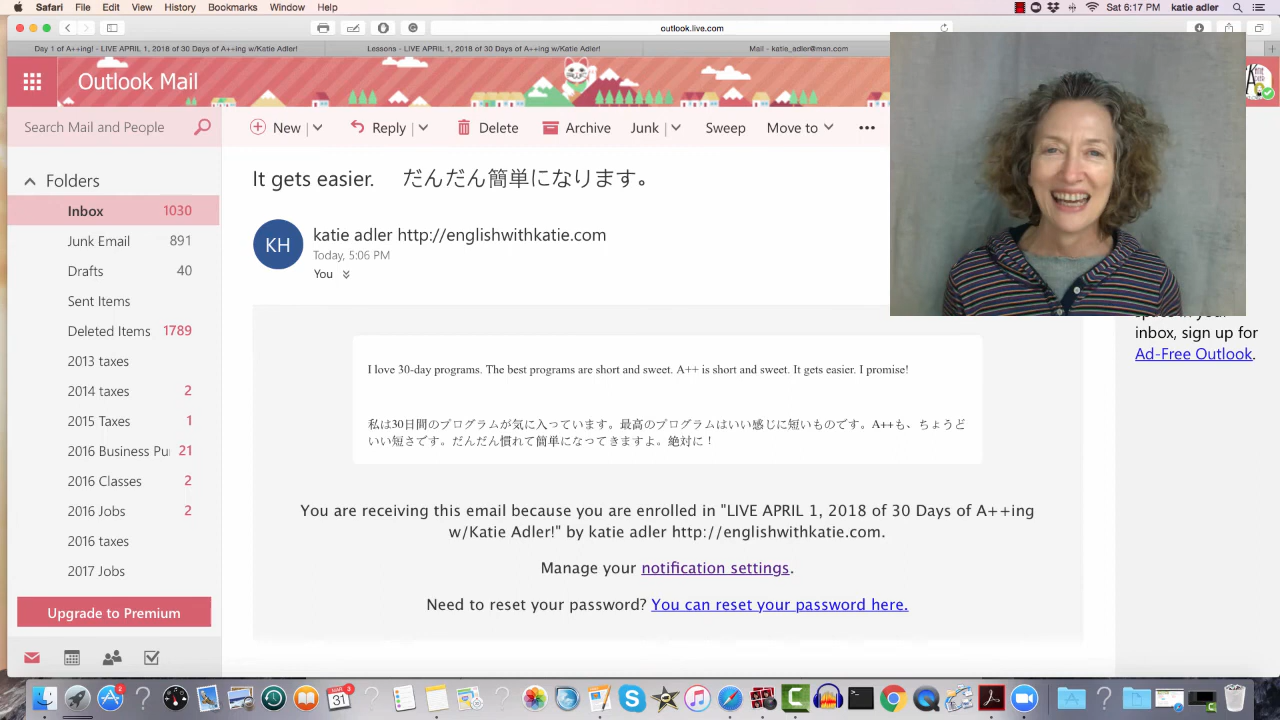 Safari File Edit View History Bookmarks Window Help Sat 6:17 PM katie adler
outlook.live.com
Day 1 of A++ing! - LIVE APRIL 1, 2018 of 30 Days of A++ing w/Katie Adler!
Lessons - LIVE APRIL 1, 2018 of 30 Days of A++ing w/Katie Adler!
Mail - katie_adler@msn.com
Outlook Mail
Search Mail and People
New Reply Delete Archive Junk Sweep Move to
Folders
Inbox 1030
Junk Email 891
Drafts 40
Sent Items
Deleted Items 1789
2013 taxes
2014 taxes 2
2015 Taxes 1
2016 Business Pu 21
2016 Classes 2
2016 Jobs 2
2016 taxes
2017 Jobs
Upgrade to Premium
It gets easier. だんだん簡単になります。
KH
katie adler http://englishwithkatie.com
Today, 5:06 PM
You
I love 30-day programs. The best programs are short and sweet. A++ is short and sweet. It gets easier. I promise!
私は30日間のプログラムが気に入っています。最高のプログラムはいい感じに短いものです。A++も、ちょうど
いい短さです。だんだん慣れて簡単になってきますよ。絶対に！
You are receiving this email because you are enrolled in "LIVE APRIL 1, 2018 of 30 Days of A++ing
w/Katie Adler!" by katie adler http://englishwithkatie.com.
Manage your notification settings.
Need to reset your password? You can reset your password here.
inbox, sign up for
Ad-Free Outlook.
31